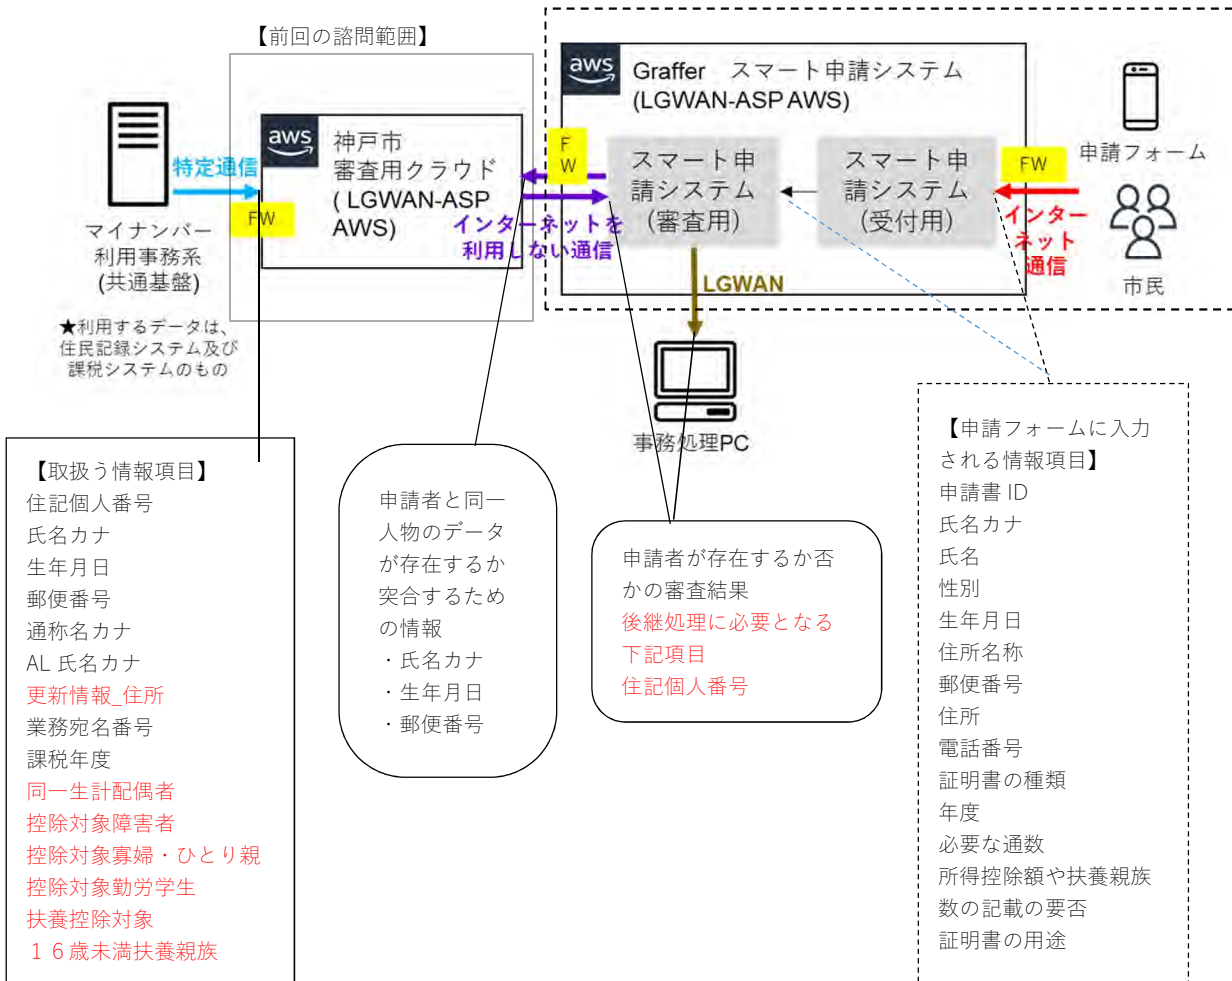 【前回の諮問範囲】
aws
Graffer　スマート申請システム
(LGWAN-ASP AWS)
aws
神戸市
審査用クラウド
( LGWAN-ASP
AWS)
特定通信
FW
マイナンバー
利用事務系
(共通基盤)
★利用するデータは、
住民記録システム及び
課税システムのもの
F
W
インターネットを
利用しない通信
スマート申
請システム
(審査用)
スマート申
請システム
(受付用)
FW
インター
ネット
通信
申請フォーム
市民
LGWAN
事務処理PC
【取扱う情報項目】
住記個人番号
氏名カナ
生年月日
郵便番号
通称名カナ
AL 氏名カナ
更新情報_住所
業務宛名番号
課税年度
同一生計配偶者
控除対象障害者
控除対象寡婦・ひとり親
控除対象勤労学生
扶養控除対象
１６歳未満扶養親族
申請者と同一
人物のデータ
が存在するか
突合するため
の情報
・氏名カナ
・生年月日
・郵便番号
申請者が存在するか否
かの審査結果
後継処理に必要となる
下記項目
住記個人番号
【申請フォームに入力
される情報項目】
申請書 ID
氏名カナ
氏名
性別
生年月日
住所名称
郵便番号
住所
電話番号
証明書の種類
年度
必要な通数
所得控除額や扶養親族
数の記載の要否
証明書の用途